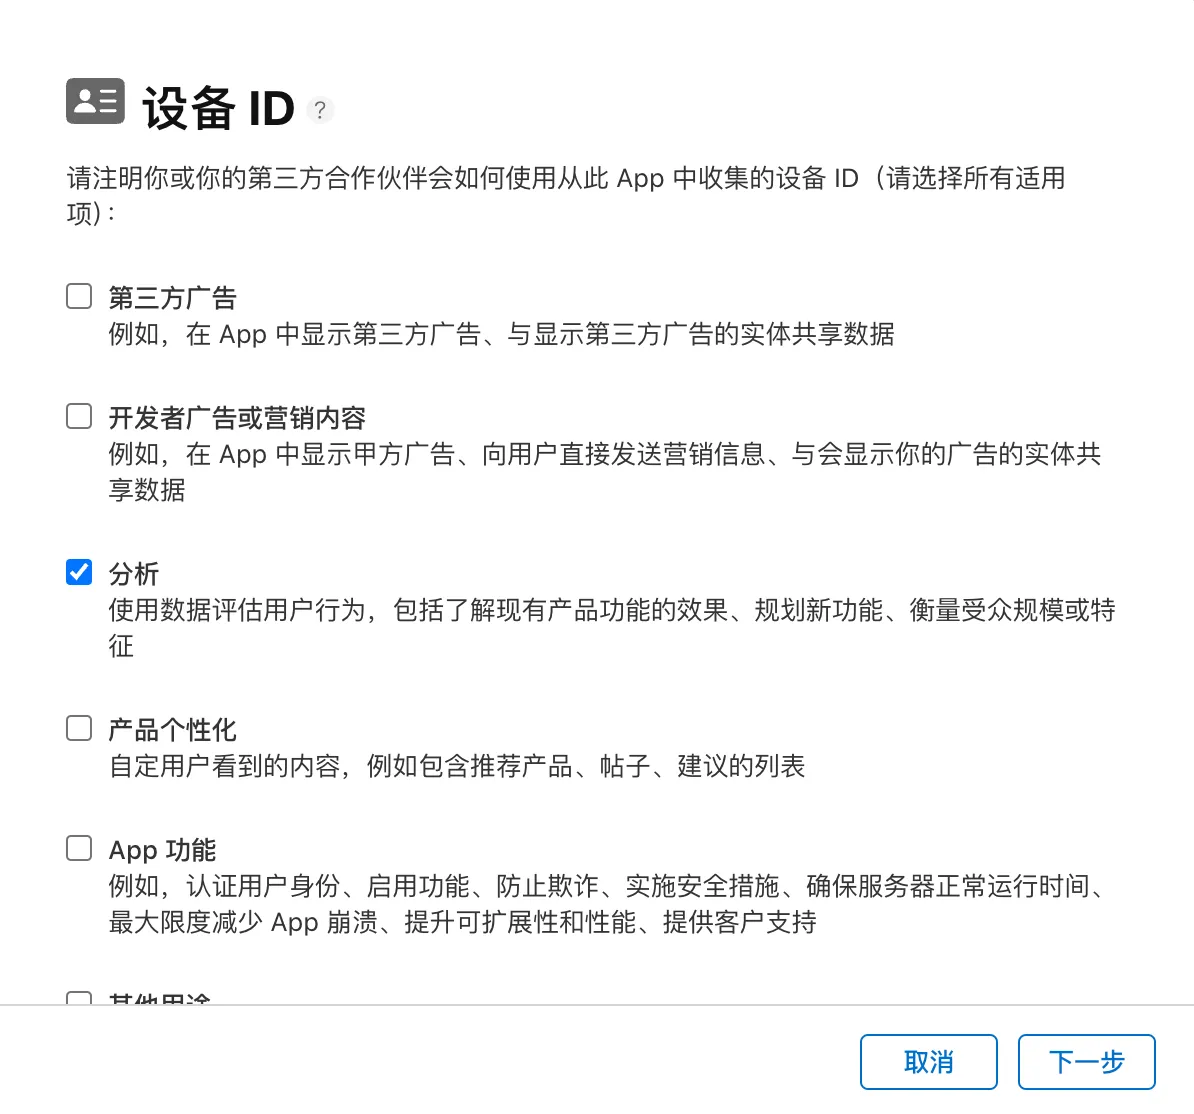 设备 ID ?
请注明你或你的第三方合作伙伴会如何使用从此 App 中收集的设备 ID（请选择所有适用
项）：
第三方广告
例如，在 App 中显示第三方广告、与显示第三方广告的实体共享数据
开发者广告或营销内容
例如，在 App 中显示甲方广告、向用户直接发送营销信息、与会显示你的广告的实体共
享数据
分析
使用数据评估用户行为，包括了解现有产品功能的效果、规划新功能、衡量受众规模或特
征
产品个性化
自定用户看到的内容，例如包含推荐产品、帖子、建议的列表
App 功能
例如，认证用户身份、启用功能、防止欺诈、实施安全措施、确保服务器正常运行时间、
最大限度减少 App 崩溃、提升可扩展性和性能、提供客户支持
其他用途
取消
下一步